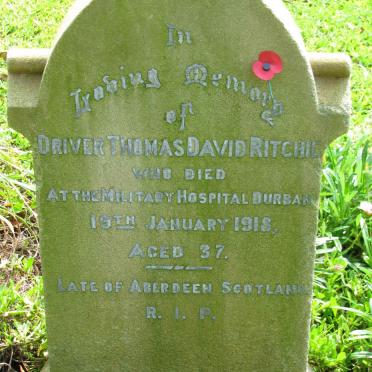 In
Loving Memory
of
DRIVER THOMAS DAVID RITCHIE
WHO DIED
AT THE MILITARY HOSPITAL DURBAN
19TH JANUARY 1918,
AGED 37.
LATE OF ABERDEEN SCOTLAND
R. I. P.